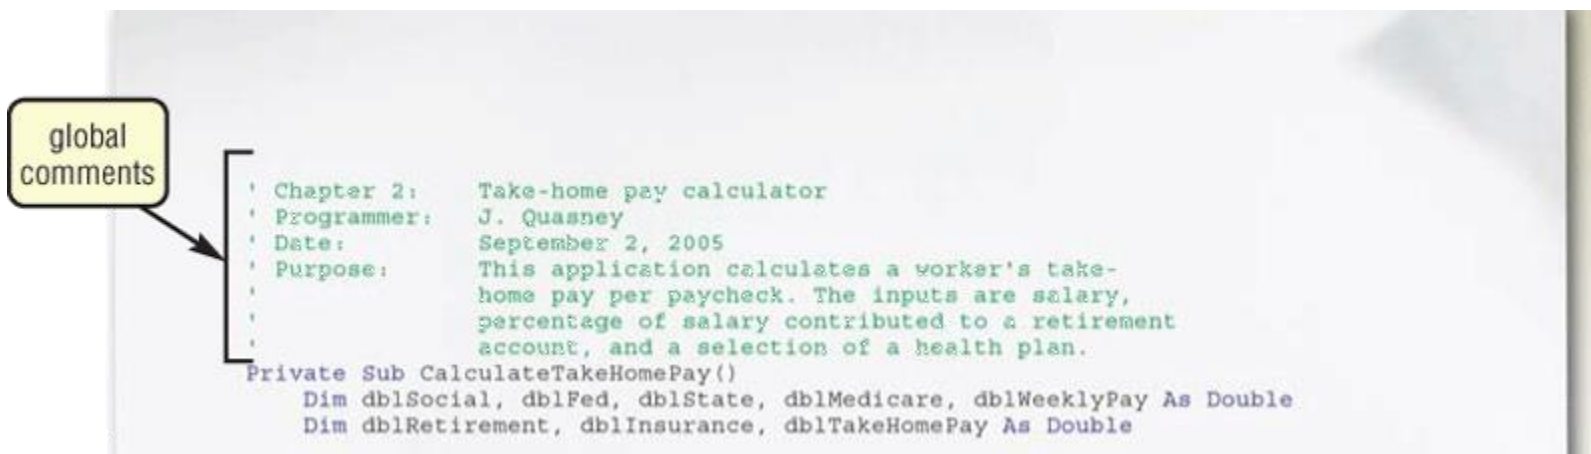 global
comments
' Chapter 2: Take-home pay calculator
' Programmer: J. Quasney
' Date: September 2, 2005
' Purpose: This application calculates a worker's take-
' home pay per paycheck. The inputs are salary,
' percentage of salary contributed to a retirement
' account, and a selection of a health plan.
Private Sub CalculateTakeHomePay()
Dim dblSocial, dblFed, dblState, dblMedicare, dblWeeklyPay As Double
Dim dblRetirement, dblInsurance, dblTakeHomePay As Double